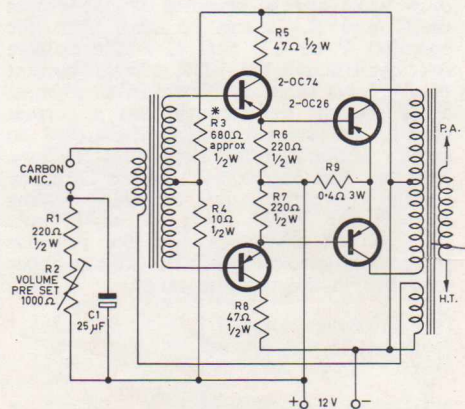 R5
47Ω ½W
2-OC74
2-OC26
*
R3
680Ω
approx
½W
R6
220Ω
½W
P.A.
CARBON
MIC.
R9
0·4Ω 3W
R1
220Ω
½W
R4
10Ω
½W
R7
220Ω
½W
R2
VOLUME
PRE SET
1000Ω
C1
25µF
R8
47Ω
½W
H.T.
+ 12V −